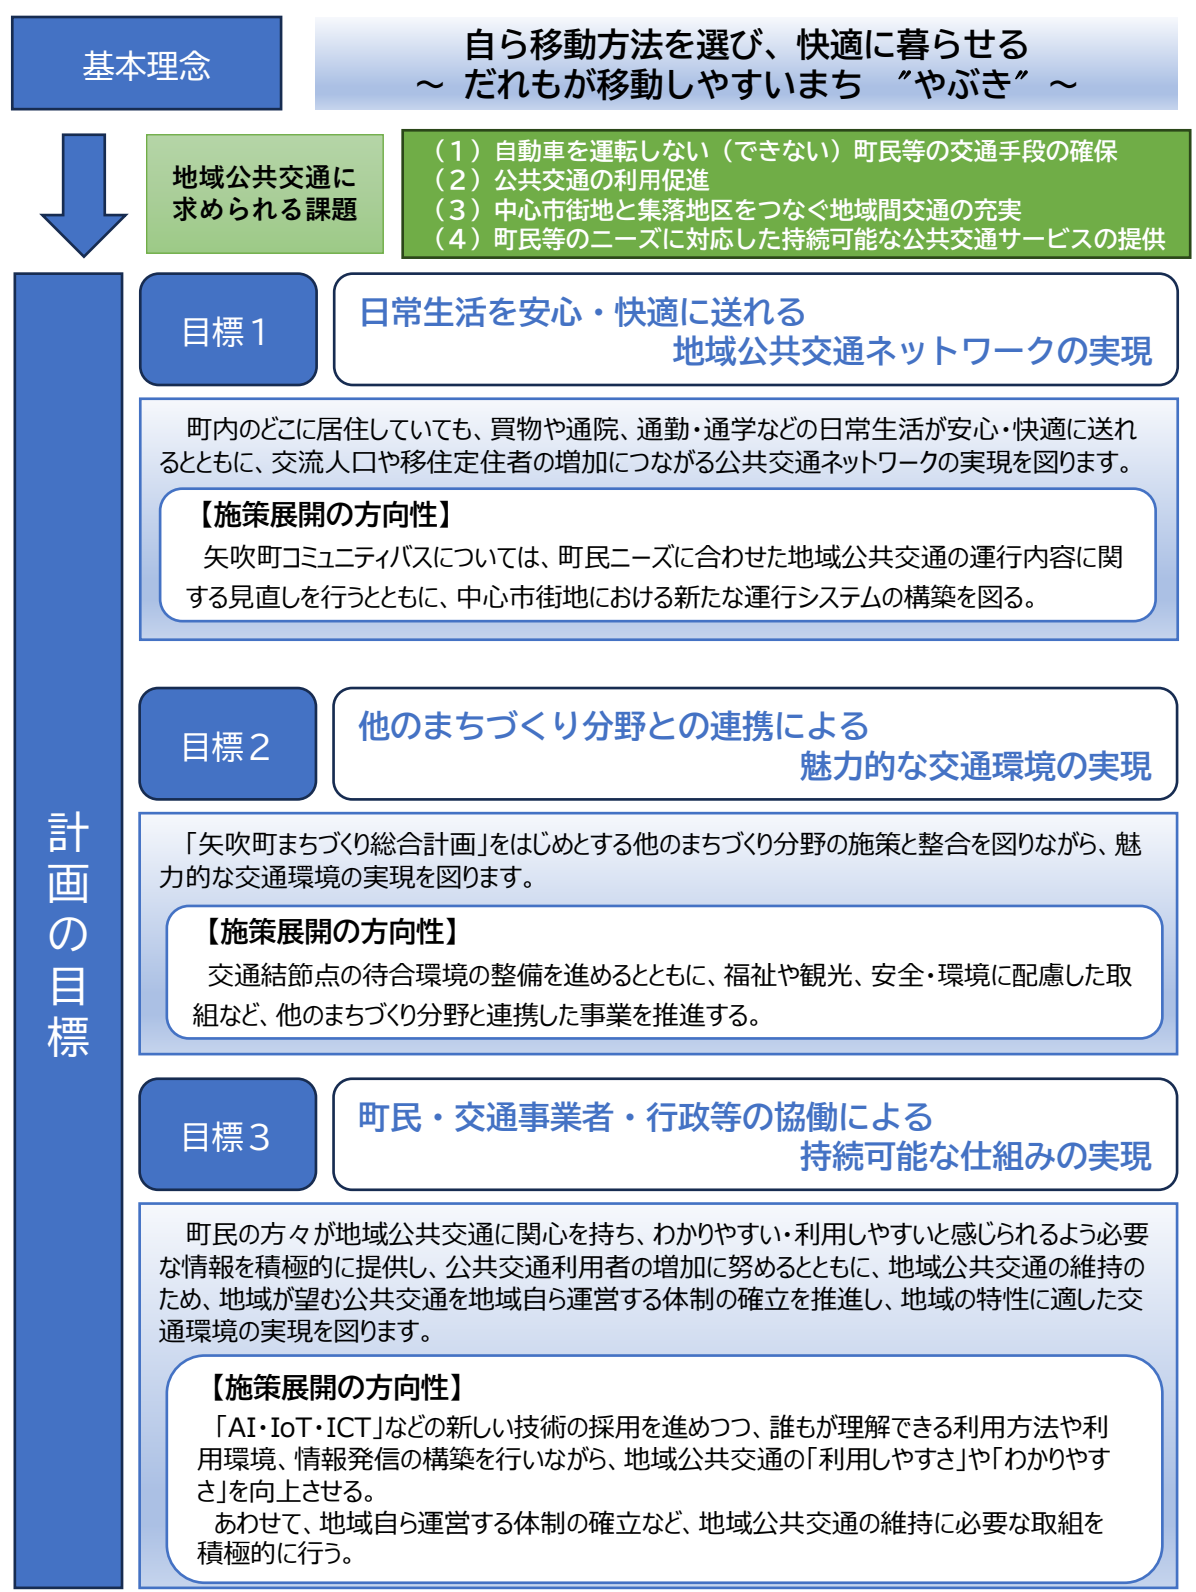 基本理念
自ら移動方法を選び、快適に暮らせる
～ だれもが移動しやすいまち 〝やぶき〟 ～
地域公共交通に
求められる課題
（１）自動車を運転しない（できない）町民等の交通手段の確保
（２）公共交通の利用促進
（３）中心市街地と集落地区をつなぐ地域間交通の充実
（４）町民等のニーズに対応した持続可能な公共交通サービスの提供
計画の目標
目標１
日常生活を安心・快適に送れる
地域公共交通ネットワークの実現
町内のどこに居住していても、買物や通院、通勤・通学などの日常生活が安心・快適に送れ
るとともに、交流人口や移住定住者の増加につながる公共交通ネットワークの実現を図ります。
【施策展開の方向性】
矢吹町コミュニティバスについては、町民ニーズに合わせた地域公共交通の運行内容に関
する見直しを行うとともに、中心市街地における新たな運行システムの構築を図る。
目標２
他のまちづくり分野との連携による
魅力的な交通環境の実現
「矢吹町まちづくり総合計画」をはじめとする他のまちづくり分野の施策と整合を図りながら、魅
力的な交通環境の実現を図ります。
【施策展開の方向性】
交通結節点の待合環境の整備を進めるとともに、福祉や観光、安全・環境に配慮した取
組など、他のまちづくり分野と連携した事業を推進する。
目標３
町民・交通事業者・行政等の協働による
持続可能な仕組みの実現
町民の方々が地域公共交通に関心を持ち、わかりやすい・利用しやすいと感じられるよう必要
な情報を積極的に提供し、公共交通利用者の増加に努めるとともに、地域公共交通の維持の
ため、地域が望む公共交通を地域自ら運営する体制の確立を推進し、地域の特性に適した交
通環境の実現を図ります。
【施策展開の方向性】
「AI・IoT・ICT」などの新しい技術の採用を進めつつ、誰もが理解できる利用方法や利
用環境、情報発信の構築を行いながら、地域公共交通の「利用しやすさ」や「わかりやす
さ」を向上させる。
あわせて、地域自ら運営する体制の確立など、地域公共交通の維持に必要な取組を
積極的に行う。